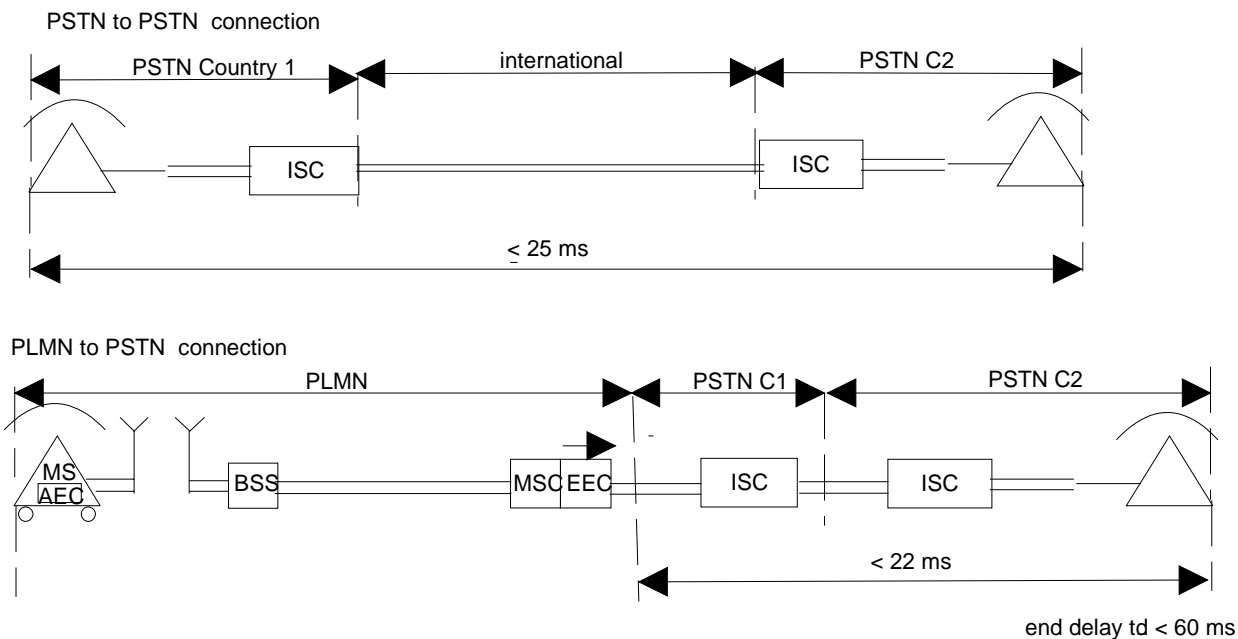 PSTN to PSTN connection
PSTN Country 1
international
PSTN C2
ISC
ISC
< 25 ms
PLMN to PSTN connection
PLMN
PSTN C1
PSTN C2
MS
AEC
BSS
MSC
EEC
ISC
ISC
< 22 ms
end delay td < 60 ms